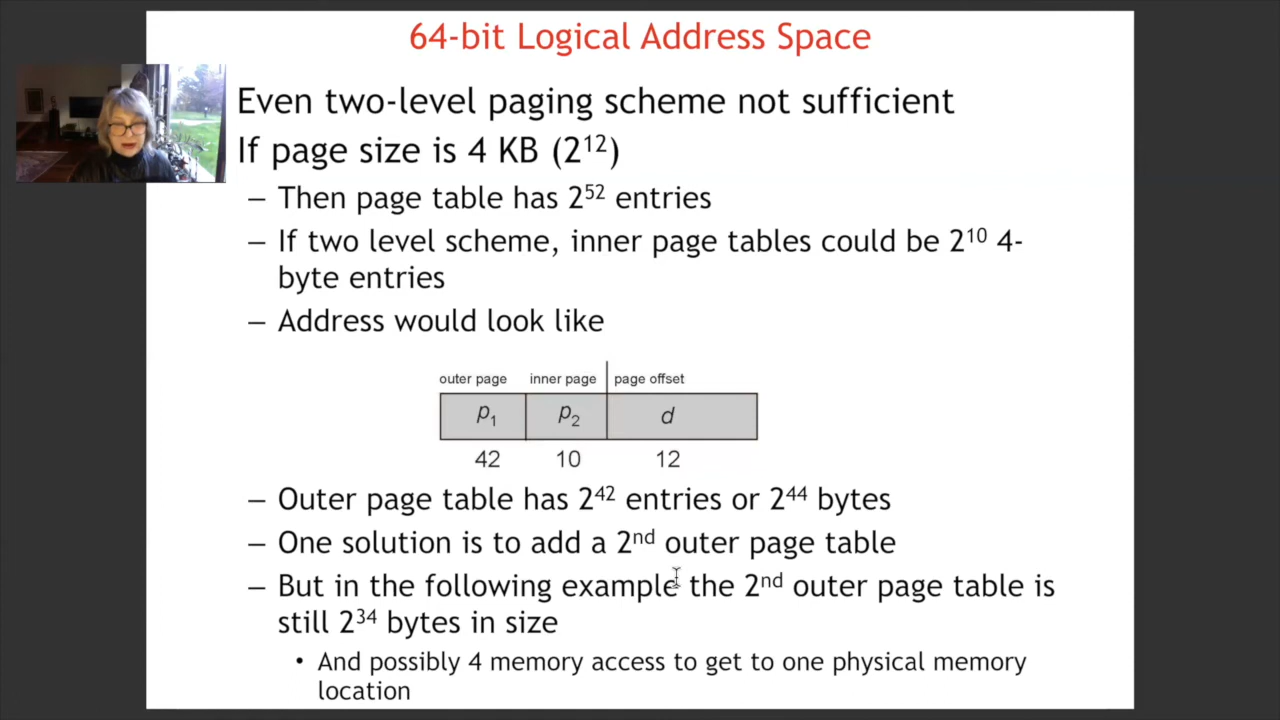 64-bit Logical Address Space
Even two-level paging scheme not sufficient
If page size is 4 KB (2¹²)
– Then page table has 2⁵² entries
– If two level scheme, inner page tables could be 2¹⁰ 4-
byte entries
– Address would look like
outer page inner page page offset
p₁ p₂ d
42 10 12
– Outer page table has 2⁴² entries or 2⁴⁴ bytes
– One solution is to add a 2ⁿᵈ outer page table
– But in the following example the 2ⁿᵈ outer page table is
still 2³⁴ bytes in size
• And possibly 4 memory access to get to one physical memory
location